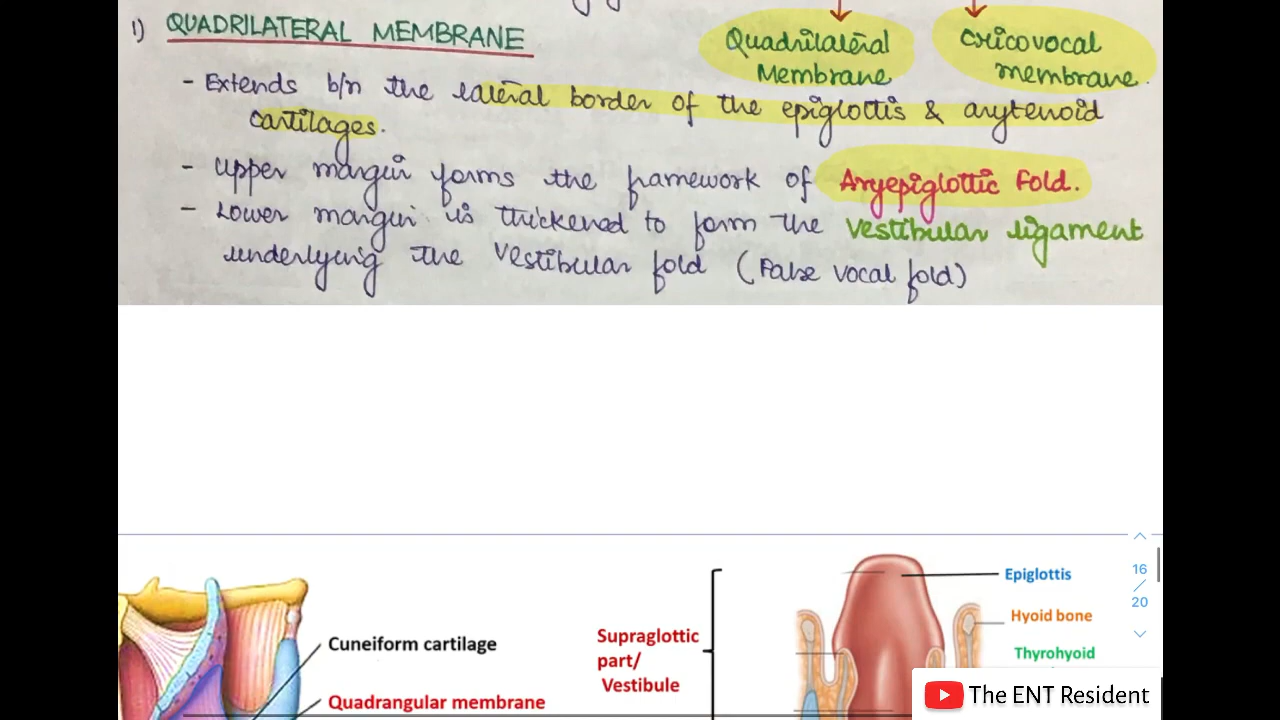 1) QUADRILATERAL MEMBRANE
Quadrilateral
Membrane
cricovocal
membrane.
- Extends b/n the lateral border of the epiglottis & arytenoid
cartilages.
- Upper margin forms the framework of Aryepiglottic Fold.
- Lower margin is thickened to form the Vestibular ligament
underlying the Vestibular fold (False vocal fold)
Cuneiform cartilage
Quadrangular membrane
Supraglottic
part/
Vestibule
Epiglottis
Hyoid bone
Thyrohyoid
16
/
20
The ENT Resident